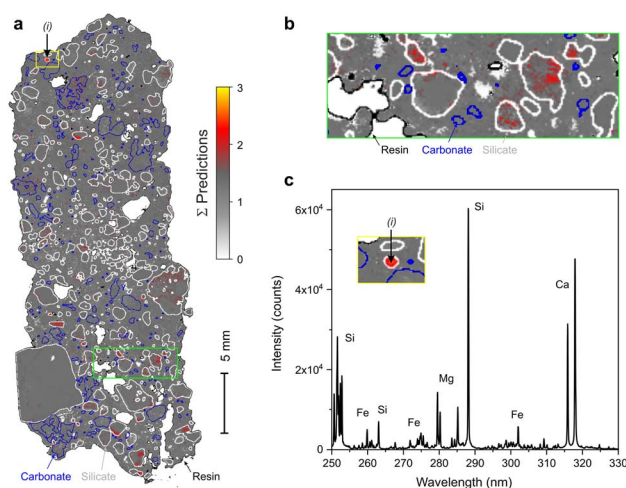 a
(i)
3
2
1
0
Σ Predictions
5 mm
Carbonate
Silicate
Resin
b
Resin
Carbonate
Silicate
c
6x10⁴
4x10⁴
2x10⁴
0
Intensity (counts)
(i)
Si
Fe
Si
Fe
Mg
Si
Fe
Ca
250 260 270 280 290 300 310 320 330
Wavelength (nm)